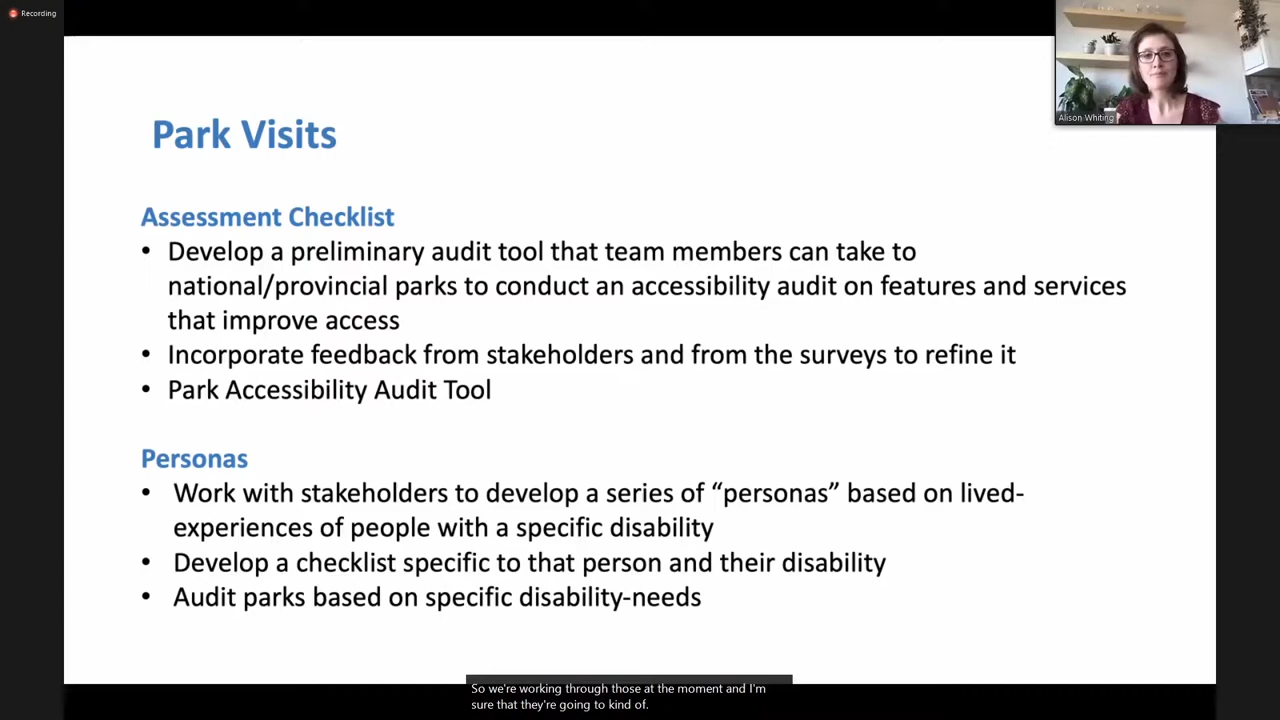 Recording
Alison Whiting
Park Visits
Assessment Checklist
• Develop a preliminary audit tool that team members can take to
national/provincial parks to conduct an accessibility audit on features and services
that improve access
• Incorporate feedback from stakeholders and from the surveys to refine it
• Park Accessibility Audit Tool
Personas
• Work with stakeholders to develop a series of “personas” based on lived-
experiences of people with a specific disability
• Develop a checklist specific to that person and their disability
• Audit parks based on specific disability-needs
So we're working through those at the moment and I'm
sure that they're going to kind of.